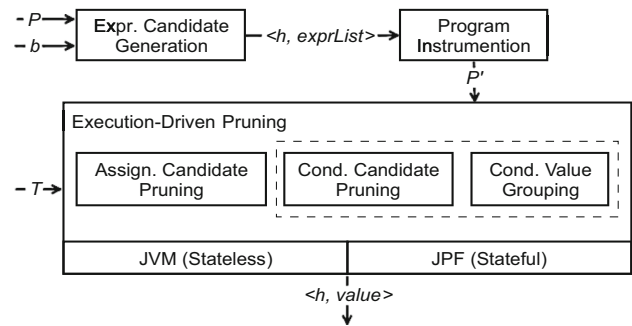 P
b
Expr. Candidate
Generation
<h, exprList>
Program
Instrumention
P'
Execution-Driven Pruning
T
Assign. Candidate
Pruning
Cond. Candidate
Pruning
Cond. Value
Grouping
JVM (Stateless)
JPF (Stateful)
<h, value>